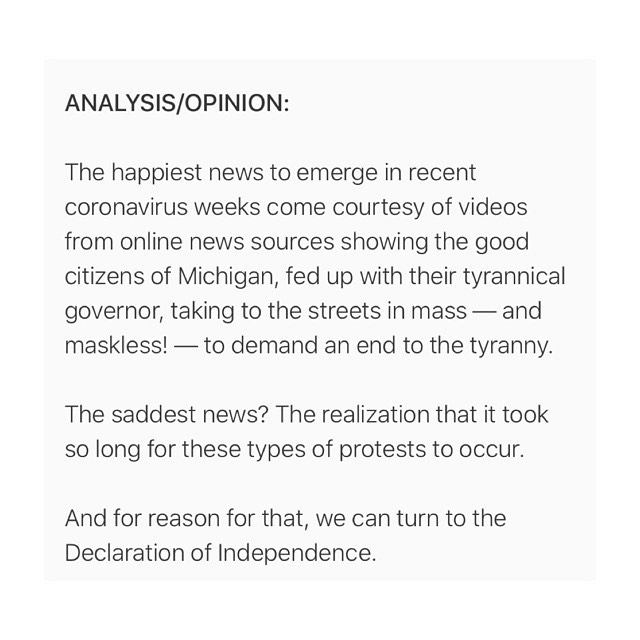 ANALYSIS/OPINION:
The happiest news to emerge in recent
coronavirus weeks come courtesy of videos
from online news sources showing the good
citizens of Michigan, fed up with their tyrannical
governor, taking to the streets in mass — and
maskless! — to demand an end to the tyranny.
The saddest news? The realization that it took
so long for these types of protests to occur.
And for reason for that, we can turn to the
Declaration of Independence.